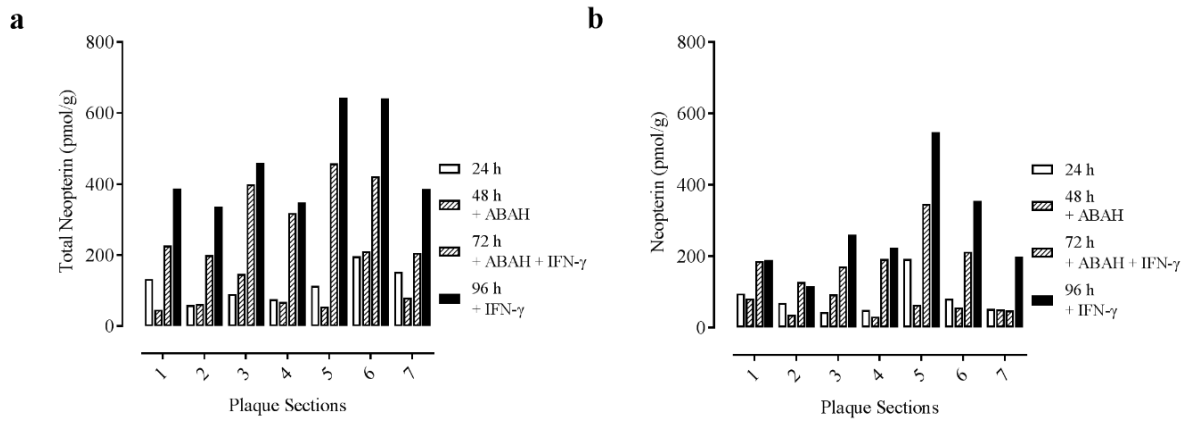 a
Total Neopterin (pmol/g)
800
600
400
200
0
1 2 3 4 5 6 7
Plaque Sections
24 h
48 h
+ ABAH
72 h
+ ABAH + IFN-γ
96 h
+ IFN-γ
b
Neopterin (pmol/g)
800
600
400
200
0
1 2 3 4 5 6 7
Plaque Sections
24 h
48 h
+ ABAH
72 h
+ ABAH + IFN-γ
96 h
+ IFN-γ